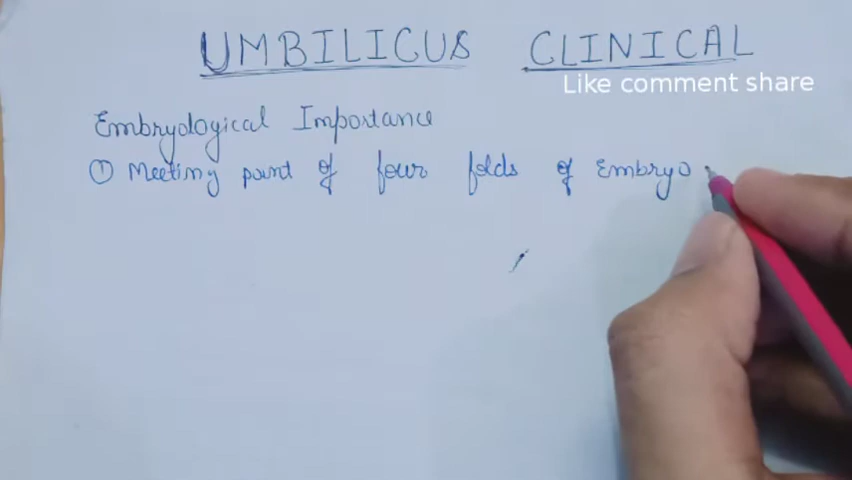 UMBILICUS CLINICAL
Like comment share
Embryological Importance
① Meeting point of four folds of Embryo